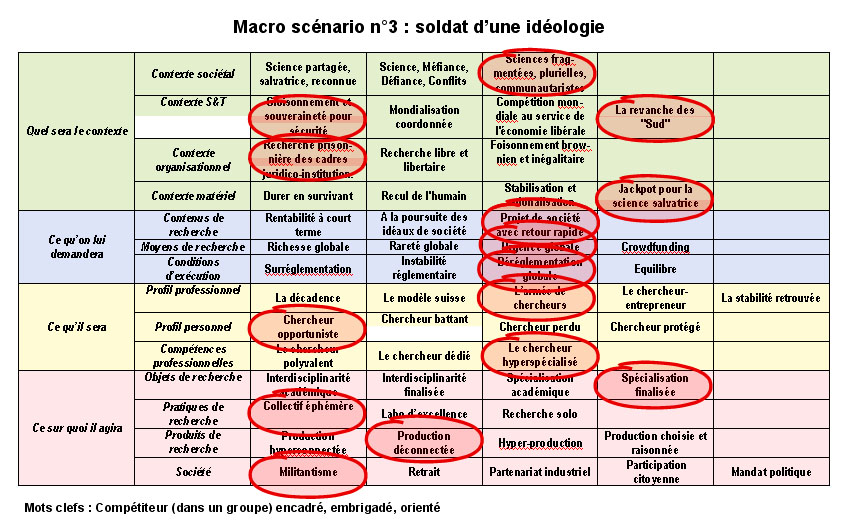 Macro scénario n°3 : soldat d'une idéologie
Quel sera le contexte
Contexte sociétal
Science partagée,
salvatrice, reconnue
Science, Méfiance,
Défiance, Conflits
Sciences frag-
mentées, plurielles,
communautaristes
Contexte S&T
Cloisonnement et
souveraineté pour
sécurité
Mondialisation
coordonnée
Compétition mon-
diale au service de
l'économie libérale
La revanche des
"Sud"
Contexte
organisationnel
Recherche prison-
nière des cadres
juridico-institution.
Recherche libre et
libertaire
Foisonnement brow-
nien et inégalitaire
Contexte matériel
Durer en survivant
Recul de l'humain
Stabilisation et
rationalisation
Jackpot pour la
science salvatrice
Ce qu'on lui
demandera
Contenus de
recherche
Rentabilité à court
terme
A la poursuite des
idéaux de société
Projet de société
avec retour rapide
Moyens de recherche
Richesse globale
Rareté globale
Urgence globale
Crowdfunding
Conditions
d'exécution
Surréglementation
Instabilité
réglementaire
Déréglementation
globale
Equilibre
Ce qu'il sera
Profil professionnel
La décadence
Le modèle suisse
L'armée de
chercheurs
Le chercheur-
entrepreneur
La stabilité retrouvée
Profil personnel
Chercheur
opportuniste
Chercheur battant
Chercheur perdu
Chercheur protégé
Compétences
professionnelles
Le chercheur
polyvalent
Le chercheur dédié
Le chercheur
hyperspécialisé
Ce sur quoi il agira
Objets de recherche
Interdisciplinarité
académique
Interdisciplinarité
finalisée
Spécialisation
académique
Spécialisation
finalisée
Pratiques de
recherche
Collectif éphémère
Labo d'excellence
Recherche solo
Produits de
recherche
Production
hyperconnectée
Production
déconnectée
Hyper-production
Production choisie et
raisonnée
Société
Militantisme
Retrait
Partenariat industriel
Participation
citoyenne
Mandat politique
Mots clefs : Compétiteur (dans un groupe) encadré, embrigadé, orienté